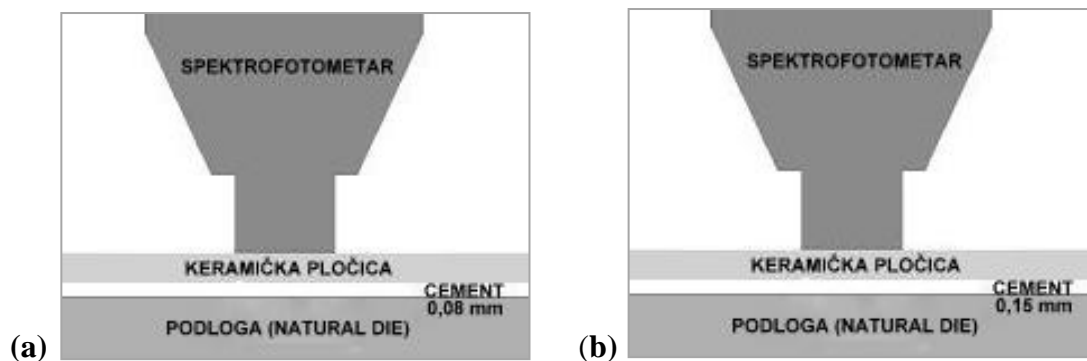 SPEKTROFOTOMETAR
KERAMIČKA PLOČICA
CEMENT
0,08 mm
PODLOGA (NATURAL DIE)
(a)
SPEKTROFOTOMETAR
KERAMIČKA PLOČICA
CEMENT
0,15 mm
PODLOGA (NATURAL DIE)
(b)